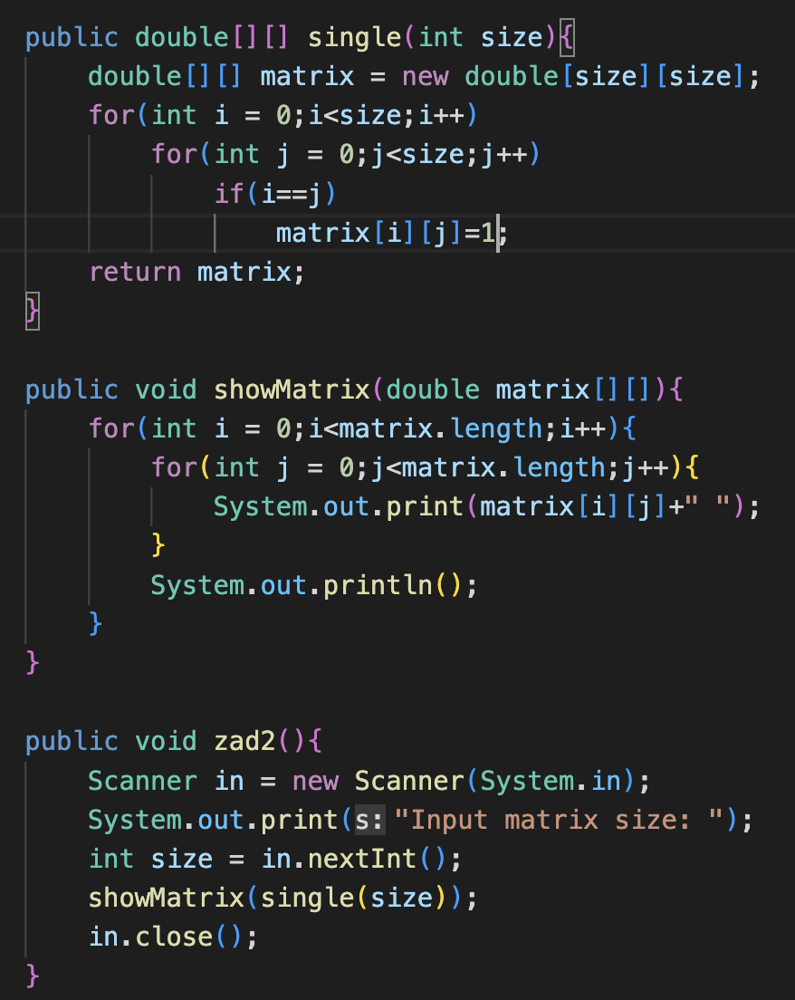 public double[][] single(int size){
    double[][] matrix = new double[size][size];
    for(int i = 0;i<size;i++)
        for(int j = 0;j<size;j++)
            if(i==j)
                matrix[i][j]=1;
    return matrix;
}

public void showMatrix(double matrix[][]){
    for(int i = 0;i<matrix.length;i++){
        for(int j = 0;j<matrix.length;j++){
            System.out.print(matrix[i][j]+" ");
        }
        System.out.println();
    }
}

public void zad2(){
    Scanner in = new Scanner(System.in);
    System.out.print(s:"Input matrix size: ");
    int size = in.nextInt();
    showMatrix(single(size));
    in.close();
}